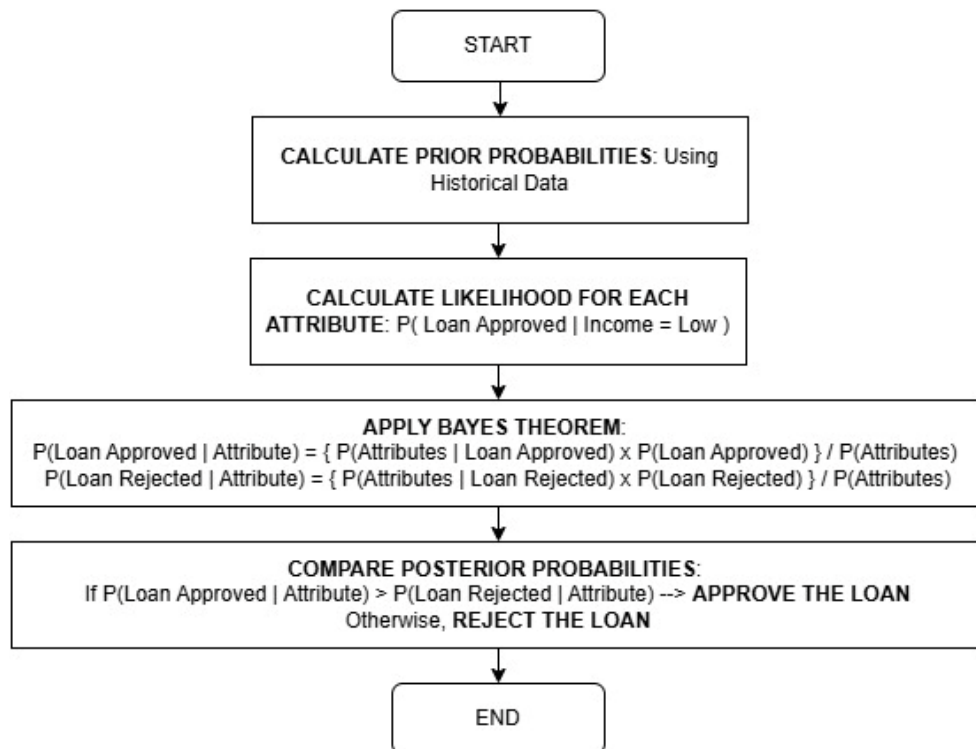 START
CALCULATE PRIOR PROBABILITIES: Using
Historical Data
CALCULATE LIKELIHOOD FOR EACH
ATTRIBUTE: P( Loan Approved | Income = Low )
APPLY BAYES THEOREM:
P(Loan Approved | Attribute) = { P(Attributes | Loan Approved) x P(Loan Approved) } / P(Attributes)
P(Loan Rejected | Attribute) = { P(Attributes | Loan Rejected) x P(Loan Rejected) } / P(Attributes)
COMPARE POSTERIOR PROBABILITIES:
If P(Loan Approved | Attribute) > P(Loan Rejected | Attribute) --> APPROVE THE LOAN
Otherwise, REJECT THE LOAN
END